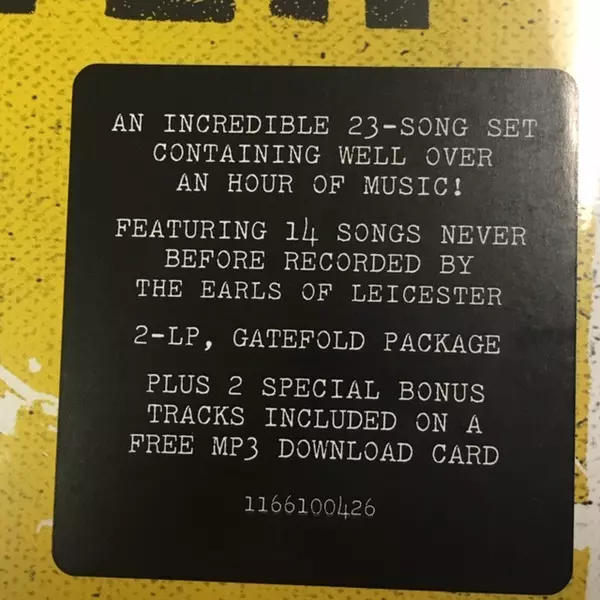 AN INCREDIBLE 23-SONG SET
CONTAINING WELL OVER
AN HOUR OF MUSIC!
FEATURING 14 SONGS NEVER
BEFORE RECORDED BY
THE EARLS OF LEICESTER
2-LP, GATEFOLD PACKAGE
PLUS 2 SPECIAL BONUS
TRACKS INCLUDED ON A
FREE MP3 DOWNLOAD CARD
1166100426